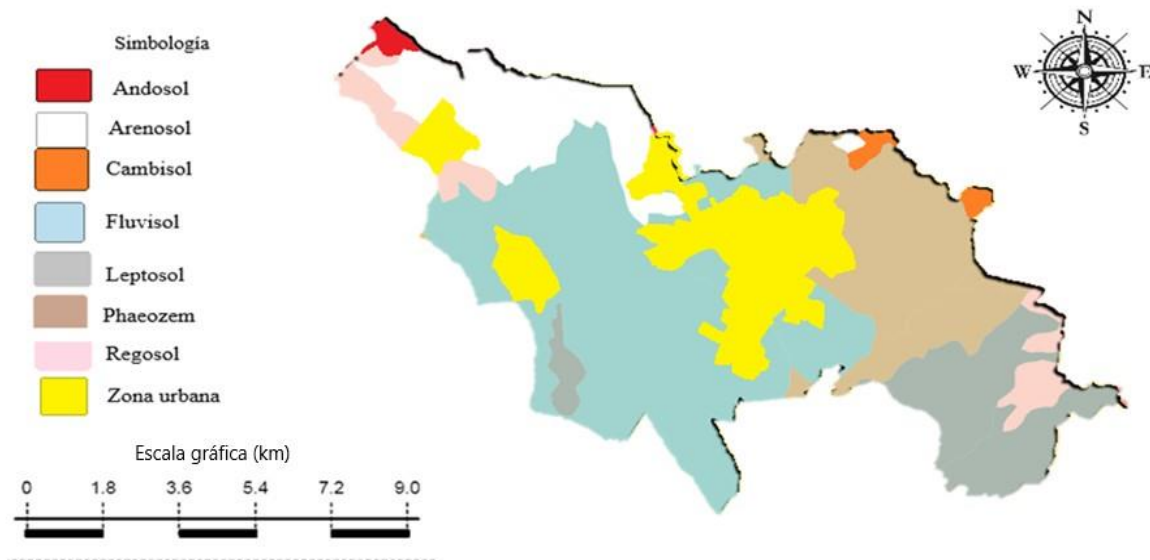 Simbología
Andosol
Arenosol
Cambisol
Fluvisol
Leptosol
Phaeozem
Regosol
Zona urbana
Escala gráfica (km)
0 1.8 3.6 5.4 7.2 9.0
N
W E
S